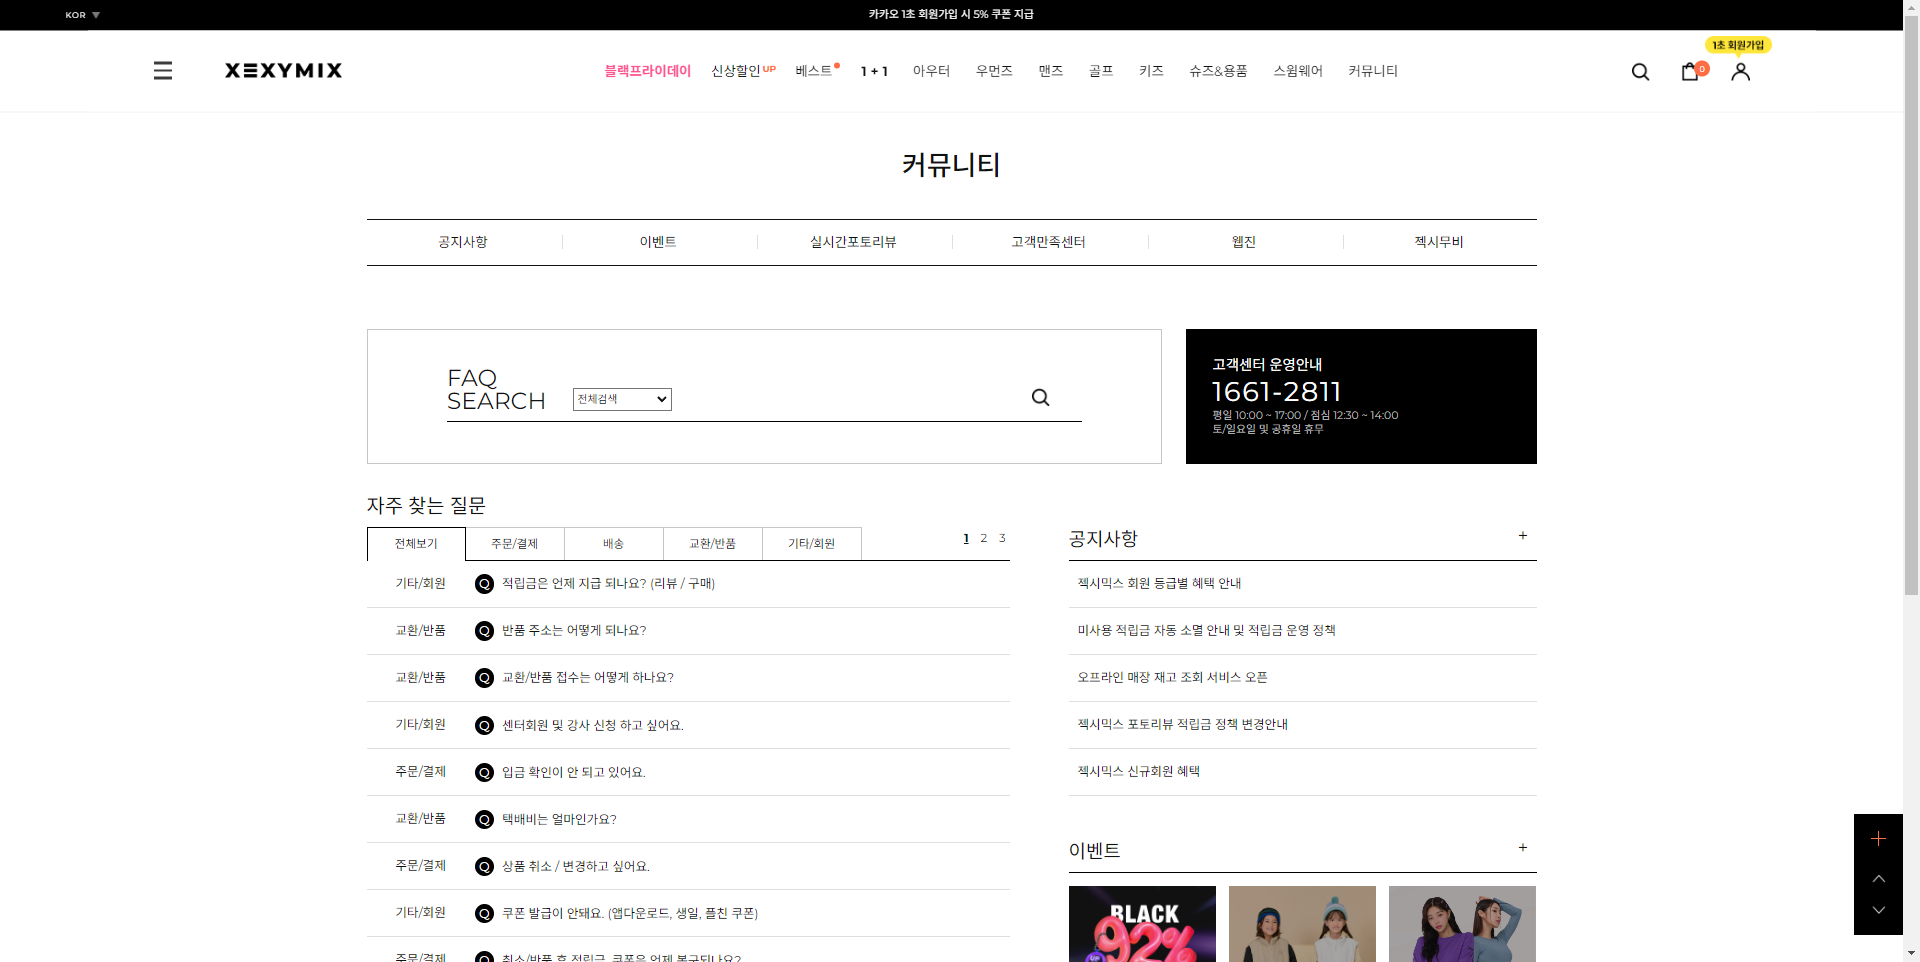 KOR
카카오 1초 회원가입 시 5% 쿠폰 지급
1초 회원가입
XEXYMIX
블랙프라이데이 신상할인 UP 베스트 1 + 1 아우터 우먼즈 맨즈 골프 키즈 슈즈&용품 스윔웨어 커뮤니티
0
커뮤니티
공지사항 이벤트 실시간포토리뷰 고객만족센터 웹진 젝시무비
FAQ
SEARCH
전체검색
고객센터 운영안내
1661-2811
평일 10:00 ~ 17:00 / 점심 12:30 ~ 14:00
토/일요일 및 공휴일 휴무
자주 찾는 질문
전체보기 주문/결제 배송 교환/반품 기타/회원
1 2 3
기타/회원 Q 적립금은 언제 지급 되나요? (리뷰 / 구매)
교환/반품 Q 반품 주소는 어떻게 되나요?
교환/반품 Q 교환/반품 접수는 어떻게 하나요?
기타/회원 Q 센터회원 및 강사 신청 하고 싶어요.
주문/결제 Q 입금 확인이 안 되고 있어요.
교환/반품 Q 택배비는 얼마인가요?
주문/결제 Q 상품 취소 / 변경하고 싶어요.
기타/회원 Q 쿠폰 발급이 안돼요. (앱다운로드, 생일, 플친 쿠폰)
주문/결제 Q 취소/반품 후 적립금, 쿠폰은 언제 복구되나요?
공지사항 +
젝시믹스 회원 등급별 혜택 안내
미사용 적립금 자동 소멸 안내 및 적립금 운영 정책
오프라인 매장 재고 조회 서비스 오픈
젝시믹스 포토리뷰 적립금 정책 변경안내
젝시믹스 신규회원 혜택
이벤트 +
BLACK
92%
UP